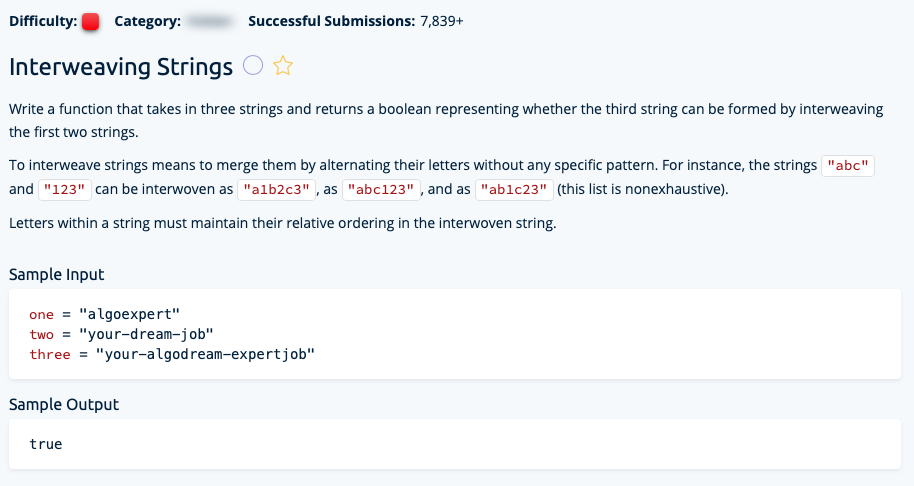 Difficulty: Category: Successful Submissions: 7,839+
Interweaving Strings
Write a function that takes in three strings and returns a boolean representing whether the third string can be formed by interweaving
the first two strings.
To interweave strings means to merge them by alternating their letters without any specific pattern. For instance, the strings "abc"
and "123" can be interwoven as "a1b2c3", as "abc123", and as "ab1c23" (this list is nonexhaustive).
Letters within a string must maintain their relative ordering in the interwoven string.
Sample Input
one = "algoexpert"
two = "your-dream-job"
three = "your-algodream-expertjob"
Sample Output
true